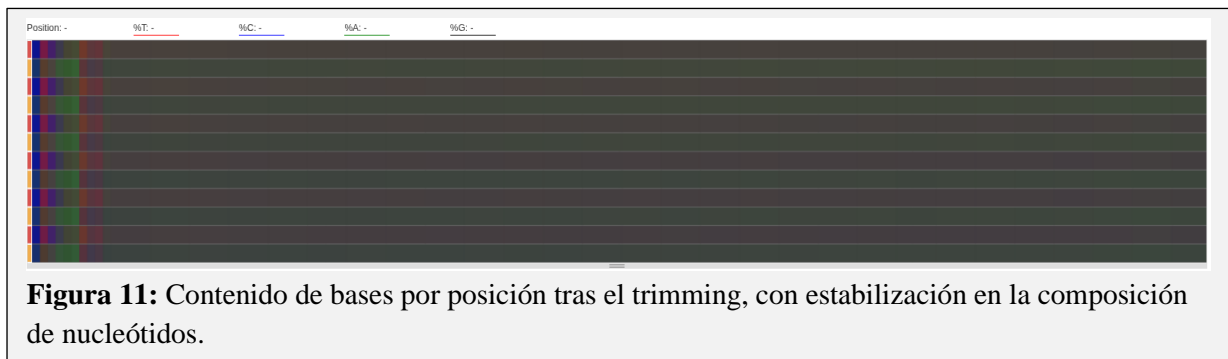 Position: - %T: - %C: - %A: - %G: -
Figura 11: Contenido de bases por posición tras el trimming, con estabilización en la composición
de nucleótidos.